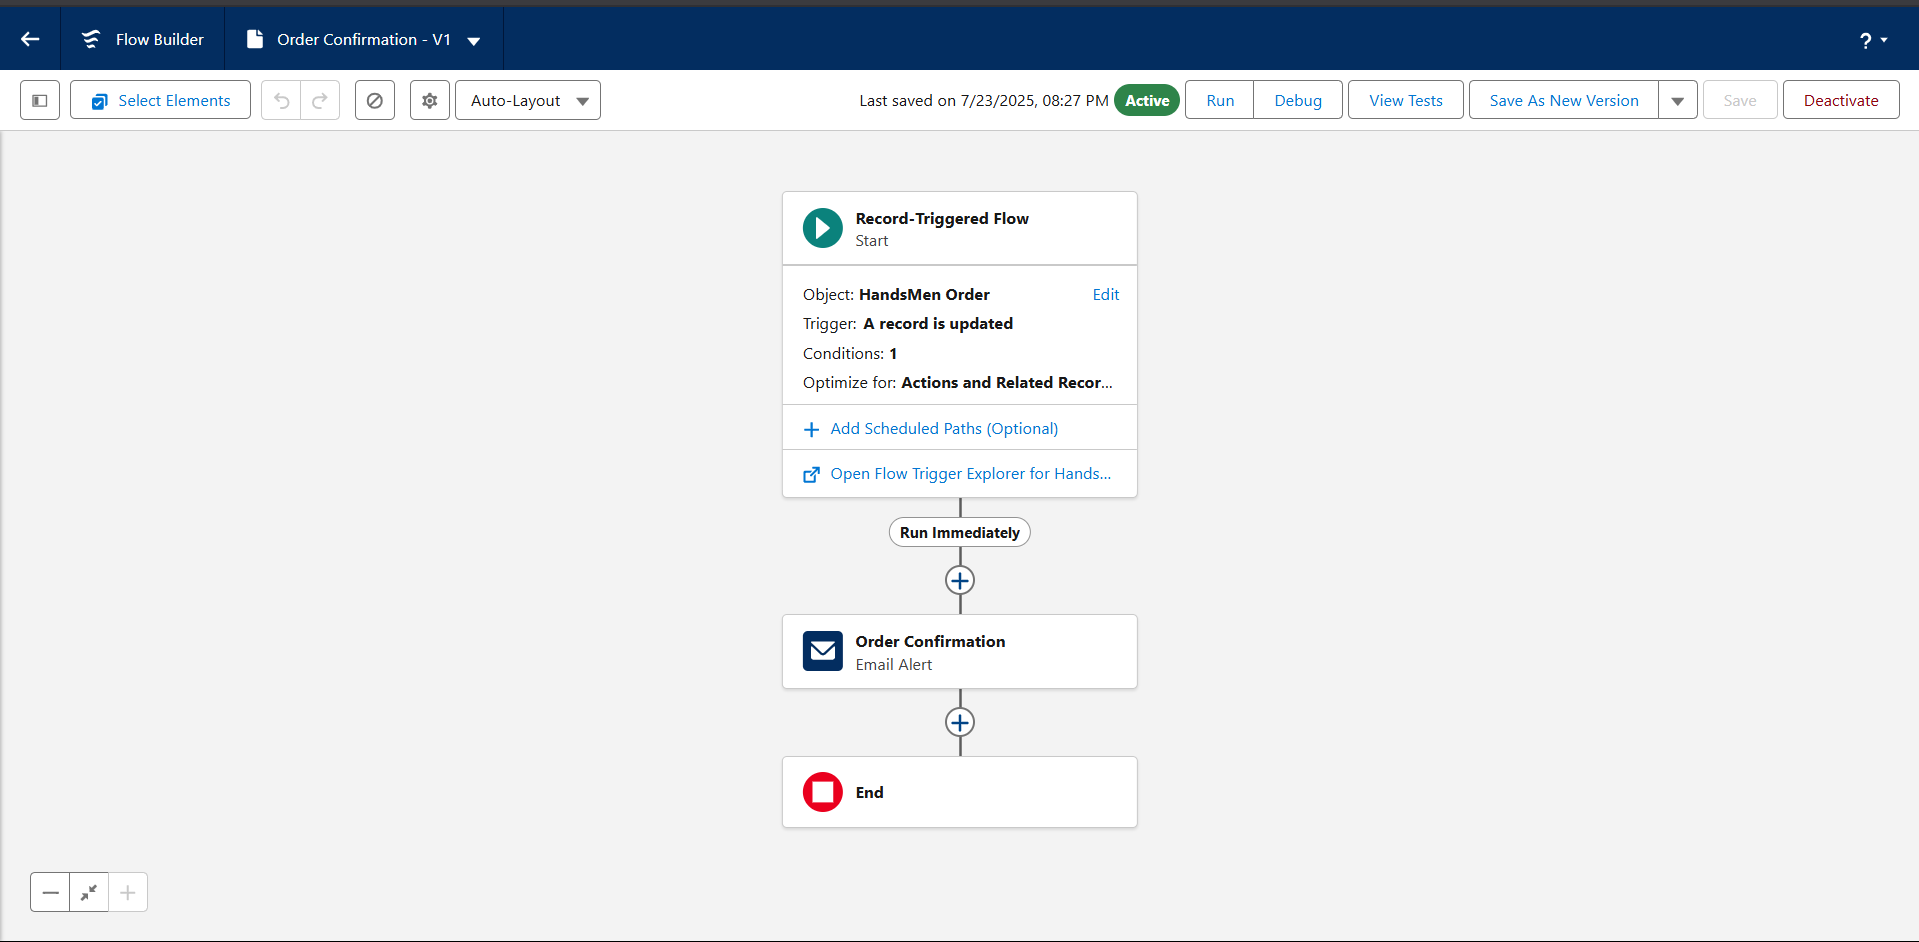 Flow Builder
Order Confirmation - V1
?
Select Elements
Auto-Layout
Last saved on 7/23/2025, 08:27 PM
Active
Run
Debug
View Tests
Save As New Version
Save
Deactivate
Record-Triggered Flow
Start
Object: HandsMen Order
Edit
Trigger: A record is updated
Conditions: 1
Optimize for: Actions and Related Recor...
Add Scheduled Paths (Optional)
Open Flow Trigger Explorer for Hands...
Run Immediately
Order Confirmation
Email Alert
End